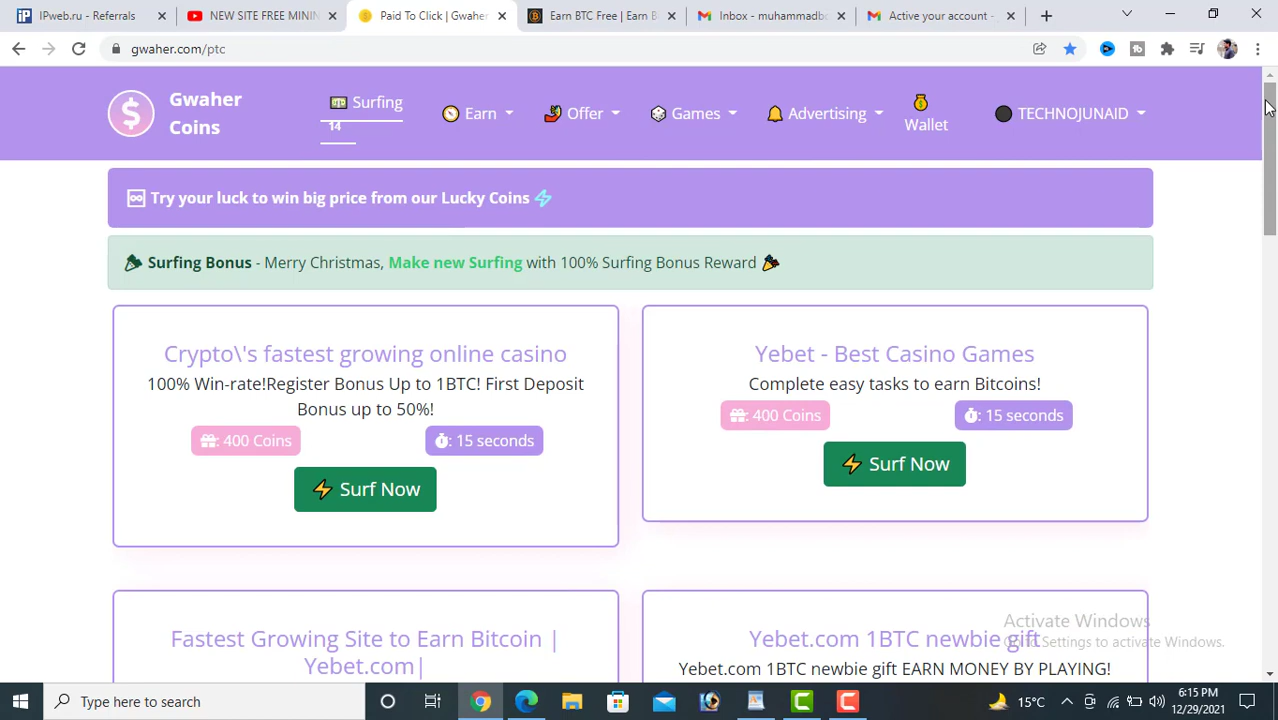 IPweb.ru - Referrals
NEW SITE FREE MININ
Paid To Click | Gwaher
Earn BTC Free | Earn B
Inbox - muhammadbc
Active your account -
gwaher.com/ptc
Gwaher
Coins
Surfing
14
Earn
Offer
Games
Advertising
Wallet
TECHNOJUNAID
Try your luck to win big price from our Lucky Coins
Surfing Bonus - Merry Christmas, Make new Surfing with 100% Surfing Bonus Reward
Crypto\'s fastest growing online casino
100% Win-rate!Register Bonus Up to 1BTC! First Deposit
Bonus up to 50%!
: 400 Coins
: 15 seconds
Surf Now
Yebet - Best Casino Games
Complete easy tasks to earn Bitcoins!
: 400 Coins
: 15 seconds
Surf Now
Fastest Growing Site to Earn Bitcoin |
Yebet.com|
Yebet.com 1BTC newbie gift
Yebet.com 1BTC newbie gift EARN MONEY BY PLAYING!
Activate Windows
Go to Settings to activate Windows.
Type here to search
15°C
6:15 PM
12/29/2021